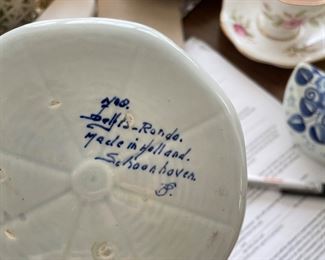 Delfts-Rondo.
Made in Holland.
Schoonhoven.
B.